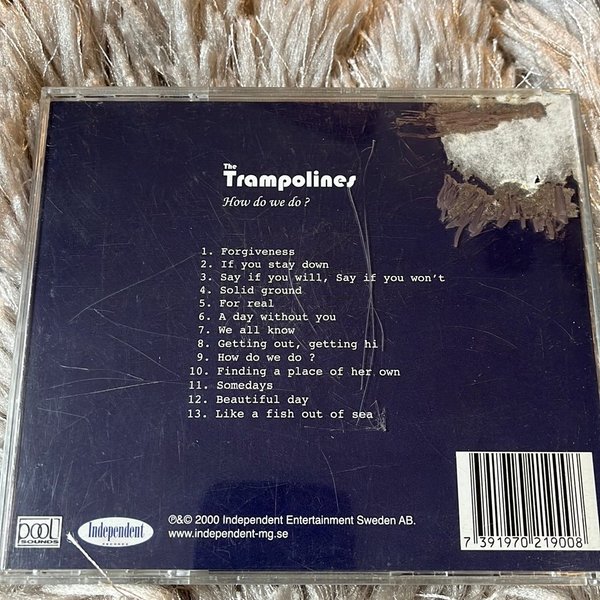 The
Trampolines
How do we do ?
1. Forgiveness
2. If you stay down
3. Say if you will, Say if you won't
4. Solid ground
5. For real
6. A day without you
7. We all know
8. Getting out, getting hi
9. How do we do ?
10. Finding a place of her own
11. Somedays
12. Beautiful day
13. Like a fish out of sea
pool
SOUNDS
Independent
RECORDS
℗&© 2000 Independent Entertainment Sweden AB.
www.independent-mg.se
7 391970 219008